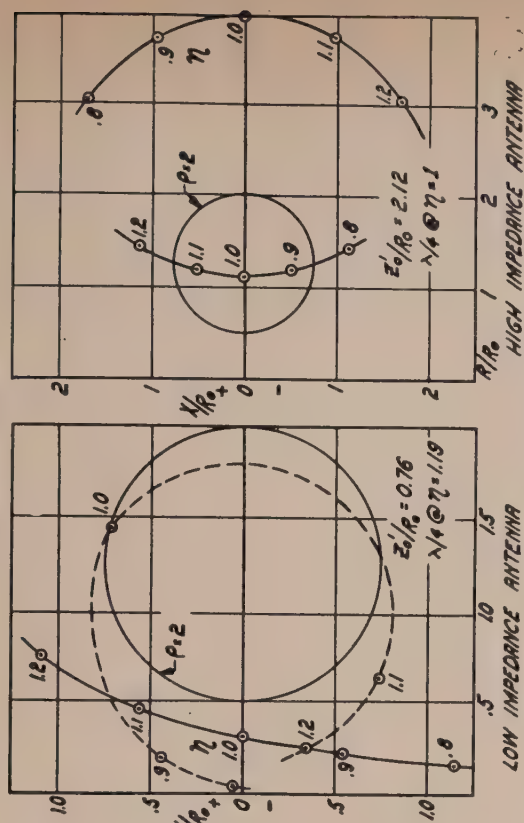 X/R₀ +
-
2
1
0
1
2
.8
.9
η
1.0
1.1
1.2
ρ=2
1.2
1.1
1.0
.9
.8
Z₀'/R₀ = 2.12
λ/4 @ η = 1
R/R₀
1
2
3
HIGH IMPEDANCE ANTENNA
/R₀ +
-
1.0
.5
0
.5
1.0
1.2
1.1
η
1.0
.9
.8
ρ=2
1.0
.9
1.1
1.2
Z₀'/R₀ = 0.76
λ/4 @ η = 1.19
.5
1.0
1.5
LOW IMPEDANCE ANTENNA